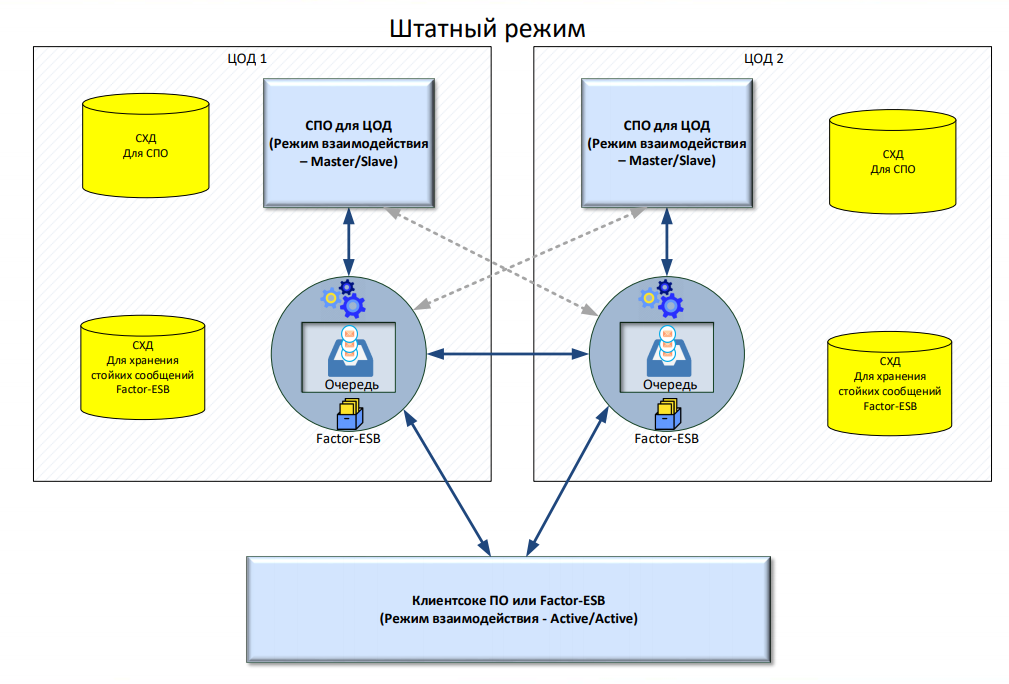 Штатный режим
ЦОД 1
СХД
Для СПО
СПО для ЦОД
(Режим взаимодействия
– Master/Slave)
СХД
Для хранения
стойких сообщений
Factor-ESB
Очередь
Factor-ESB
ЦОД 2
СПО для ЦОД
(Режим взаимодействия
– Master/Slave)
СХД
Для СПО
Очередь
Factor-ESB
СХД
Для хранения
стойких сообщений
Factor-ESB
Клиентсоке ПО или Factor-ESB
(Режим взаимодействия - Active/Active)